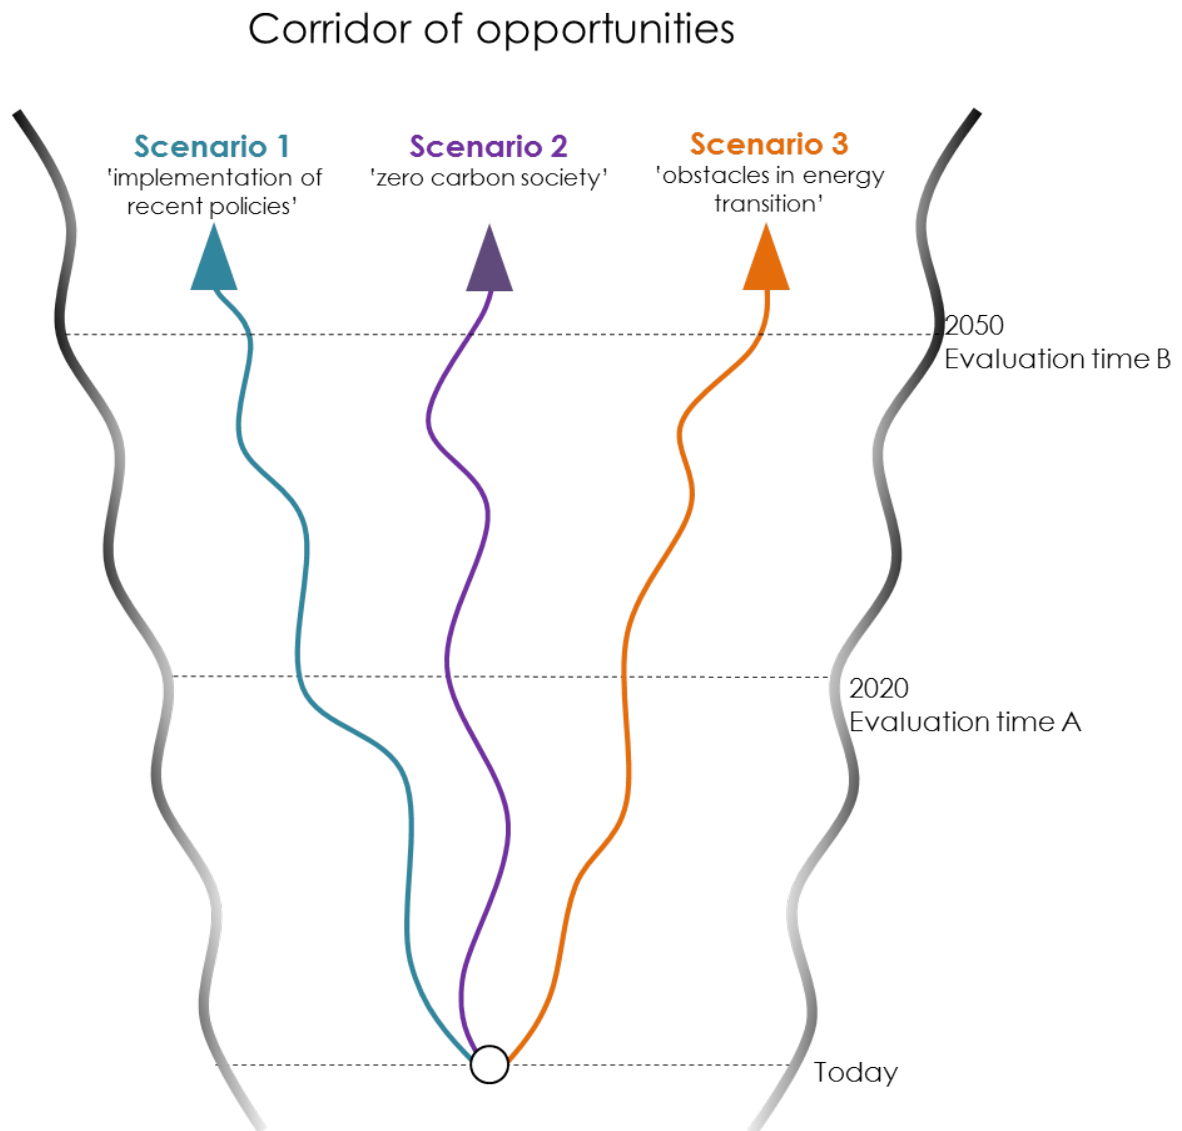 Corridor of opportunities
Scenario 1
'implementation of
recent policies'
Scenario 2
'zero carbon society'
Scenario 3
'obstacles in energy
transition'
2050
Evaluation time B
2020
Evaluation time A
Today